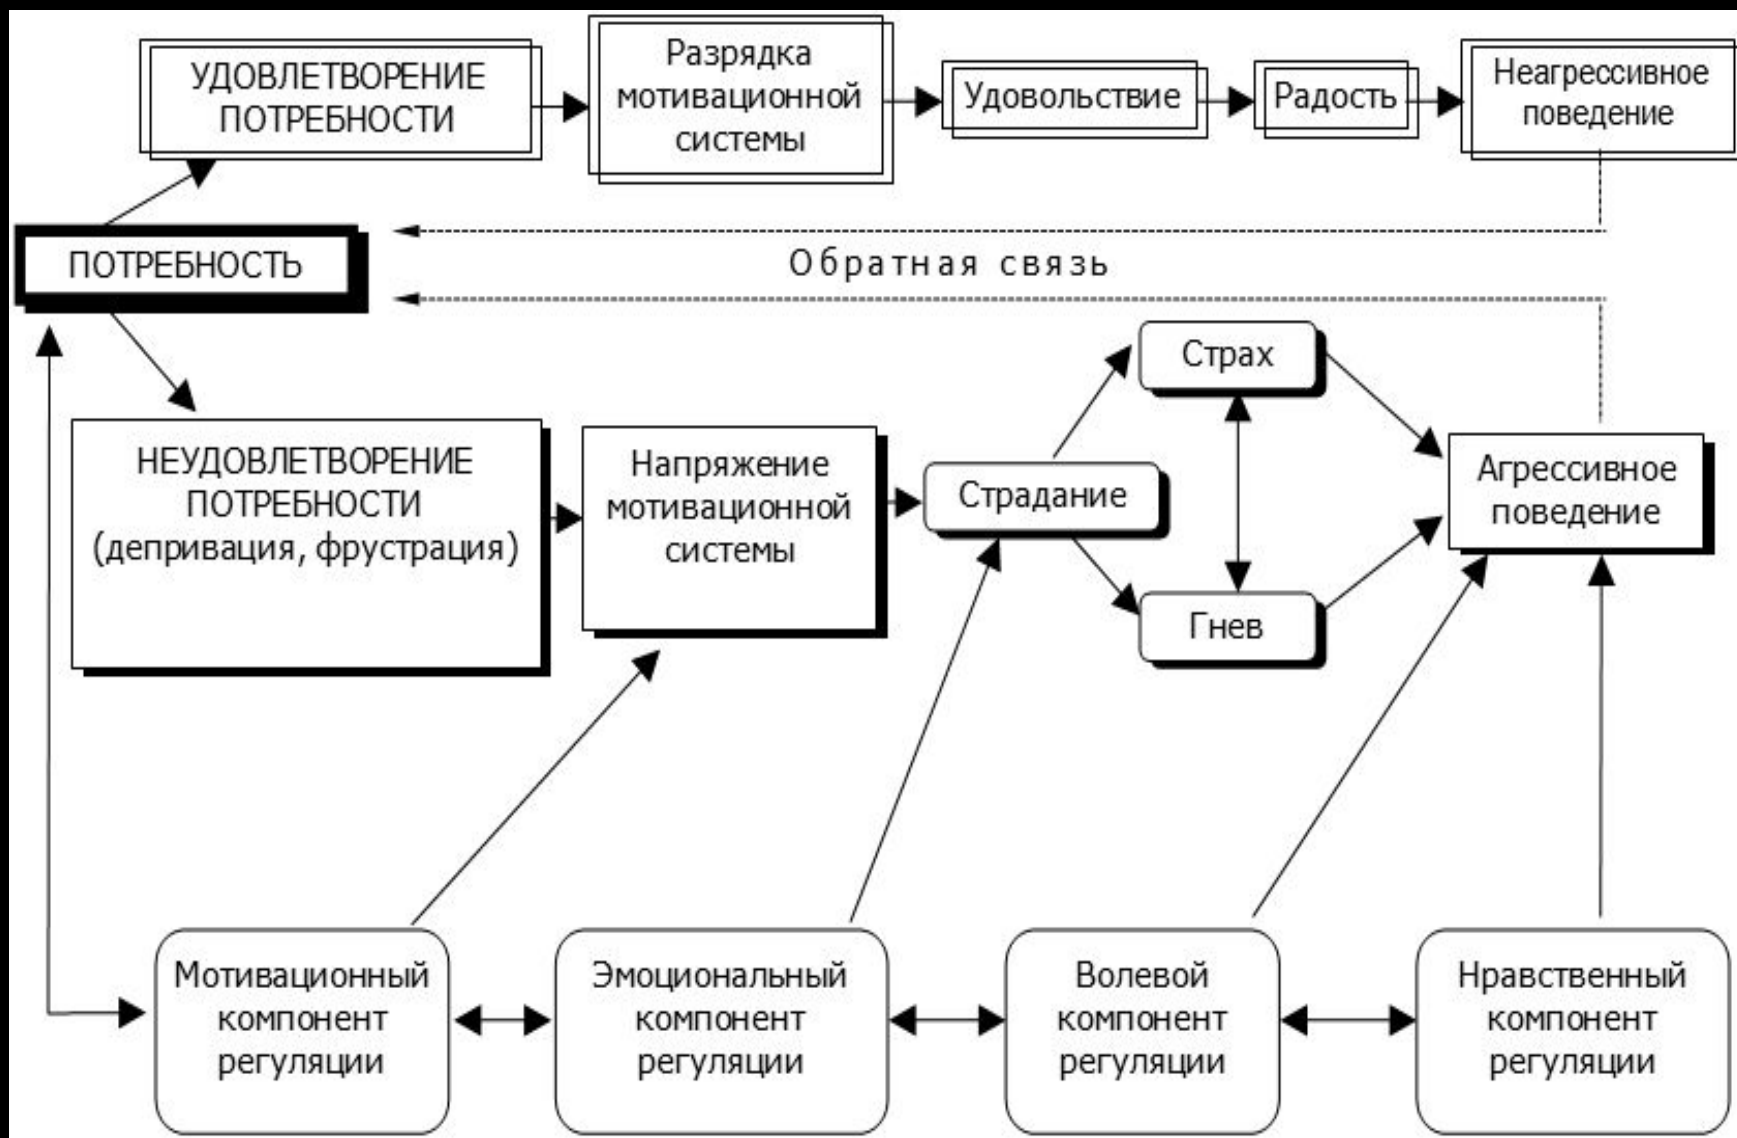 УДОВЛЕТВОРЕНИЕ
ПОТРЕБНОСТИ
Разрядка
мотивационной
системы
Удовольствие
Радость
Неагрессивное
поведение
ПОТРЕБНОСТЬ
Обратная связь
НЕУДОВЛЕТВОРЕНИЕ
ПОТРЕБНОСТИ
(депривация, фрустрация)
Напряжение
мотивационной
системы
Страдание
Страх
Гнев
Агрессивное
поведение
Мотивационный
компонент
регуляции
Эмоциональный
компонент
регуляции
Волевой
компонент
регуляции
Нравственный
компонент
регуляции